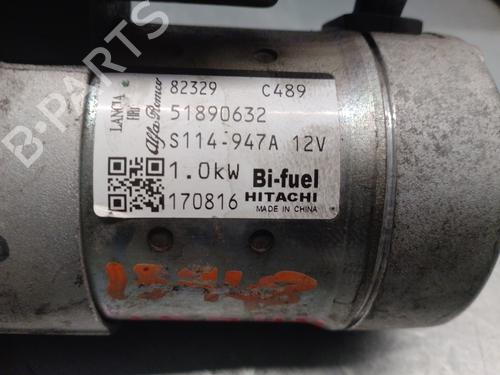 B-PARTS
82329 C489
LANCIA
Alfa Romeo
51890632
S114-947A 12V
1.0kW Bi-fuel
HITACHI
170816 MADE IN CHINA